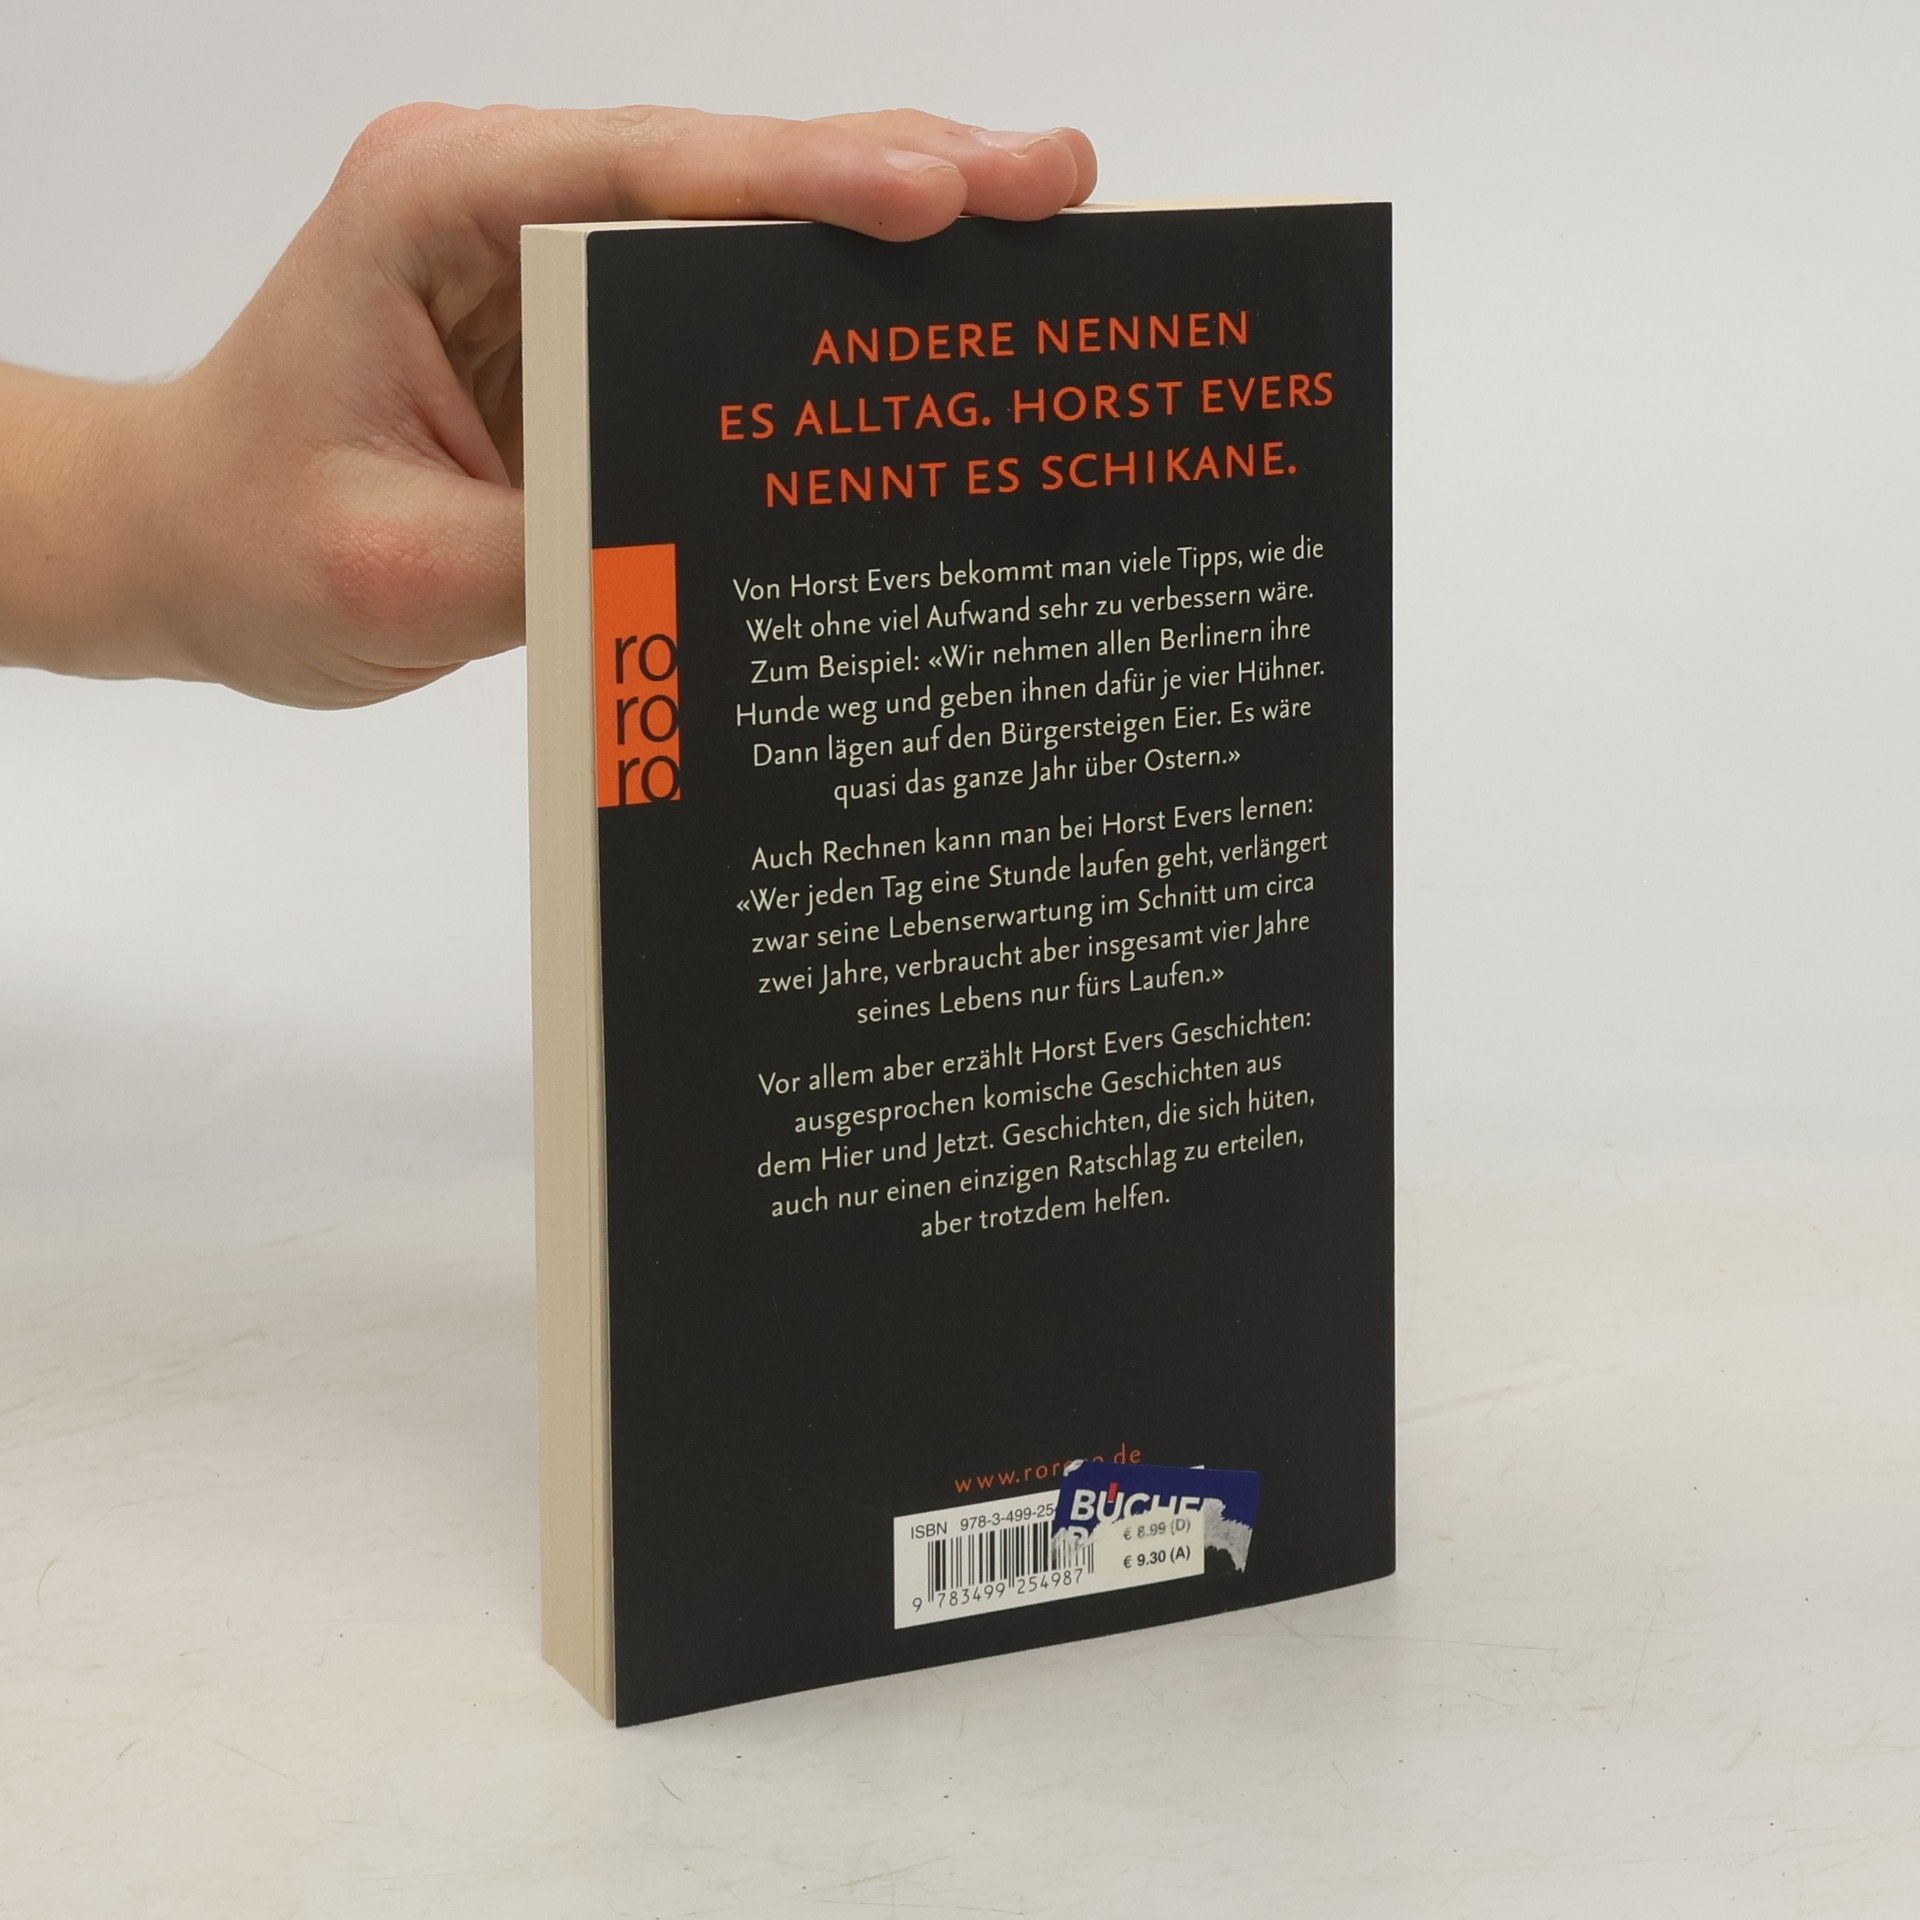 ANDERE NENNEN
ES ALLTAG. HORST EVERS
NENNT ES SCHIKANE.
ro
ro
ro
Von Horst Evers bekommt man viele Tipps, wie die
Welt ohne viel Aufwand sehr zu verbessern wäre.
Zum Beispiel: «Wir nehmen allen Berlinern ihre
Hunde weg und geben ihnen dafür je vier Hühner.
Dann lägen auf den Bürgersteigen Eier. Es wäre
quasi das ganze Jahr über Ostern.»
Auch Rechnen kann man bei Horst Evers lernen:
«Wer jeden Tag eine Stunde laufen geht, verlängert
zwar seine Lebenserwartung im Schnitt um circa
zwei Jahre, verbraucht aber insgesamt vier Jahre
seines Lebens nur fürs Laufen.»
Vor allem aber erzählt Horst Evers Geschichten:
ausgesprochen komische Geschichten aus
dem Hier und Jetzt. Geschichten, die sich hüten,
auch nur einen einzigen Ratschlag zu erteilen,
aber trotzdem helfen.
ISBN 978-3-499-25
BÜCHER
€ 8.99 (D)
€ 9.30 (A)
9 783499 254987